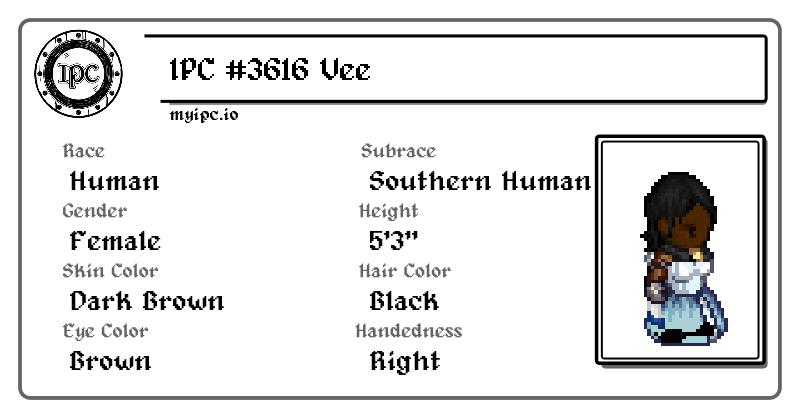 IPC
IPC #3616 Vee
myipc.io
Race
Human
Subrace
Southern Human
Gender
Female
Height
5'3"
Skin Color
Dark Brown
Hair Color
Black
Eye Color
Brown
Handedness
Right